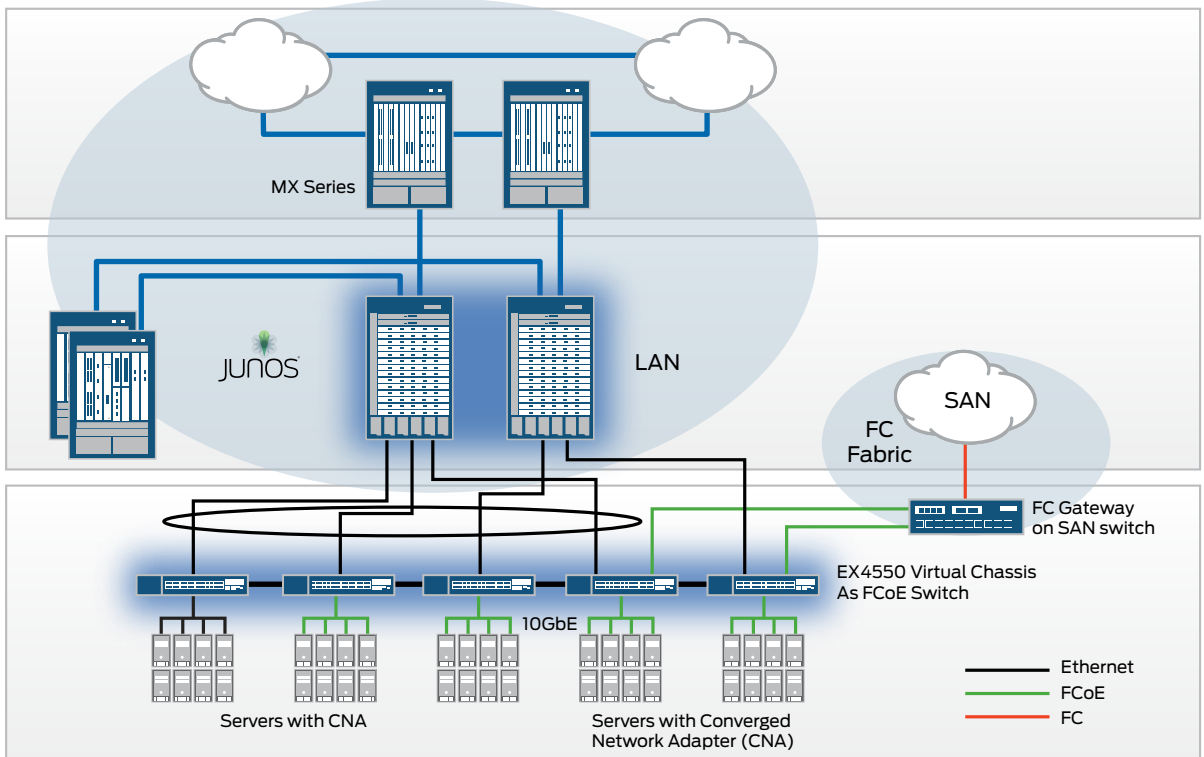 MX Series
JUNOS
LAN
SAN
FC
Fabric
FC Gateway
on SAN switch
EX4550 Virtual Chassis
As FCoE Switch
10GbE
Servers with CNA
Servers with Converged
Network Adapter (CNA)
Ethernet
FCoE
FC